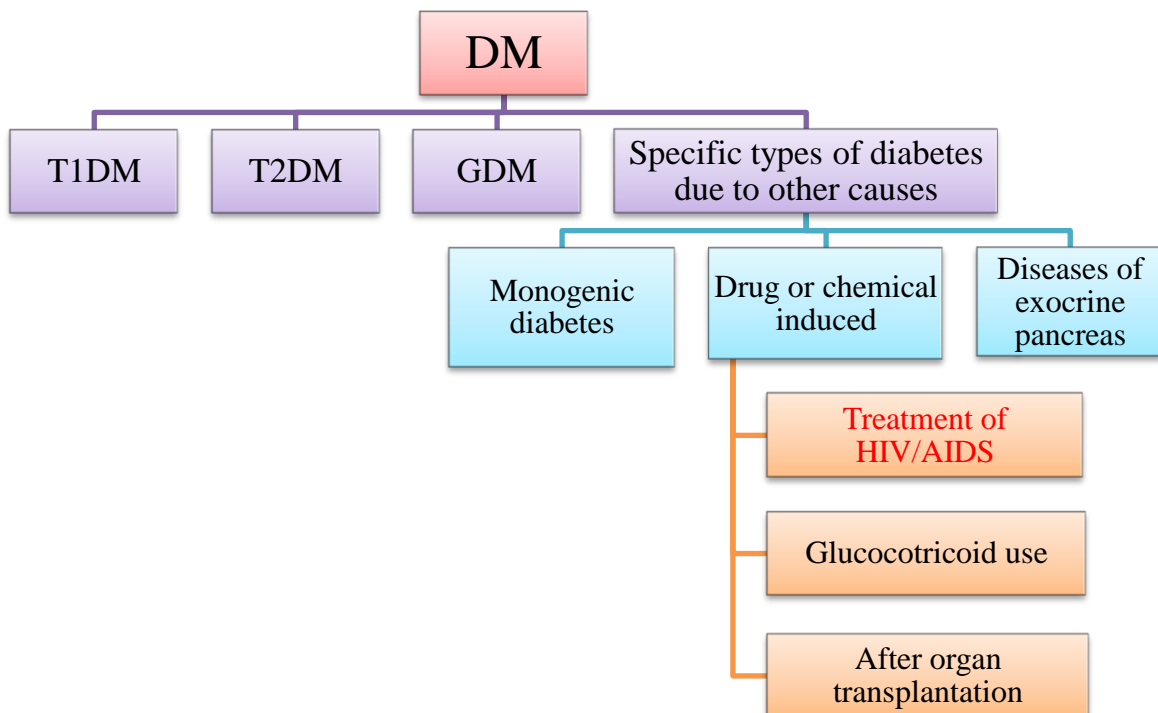 DM
T1DM
T2DM
GDM
Specific types of diabetes
due to other causes
Monogenic
diabetes
Drug or chemical
induced
Diseases of
exocrine
pancreas
Treatment of
HIV/AIDS
Glucocotricoid use
After organ
transplantation